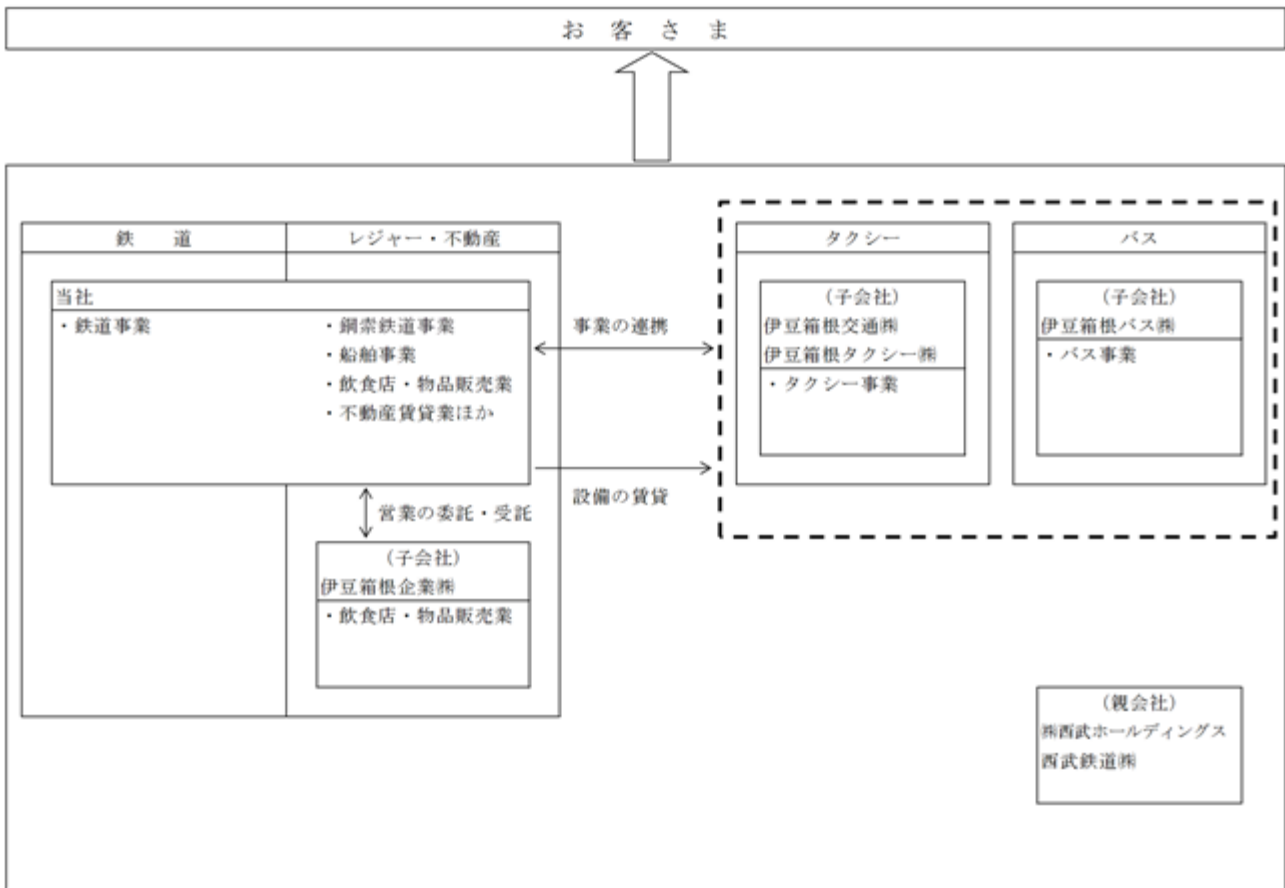 お 客 さ ま
鉄 道
レジャー・不動産
当社
・鉄道事業
・鋼索鉄道事業
・船舶事業
・飲食店・物品販売業
・不動産賃貸業ほか
営業の委託・受託
（子会社）
伊豆箱根企業㈱
・飲食店・物品販売業
事業の連携
設備の賃貸
タクシー
（子会社）
伊豆箱根交通㈱
伊豆箱根タクシー㈱
・タクシー事業
バス
（子会社）
伊豆箱根バス㈱
・バス事業
（親会社）
㈱西武ホールディングス
西武鉄道㈱